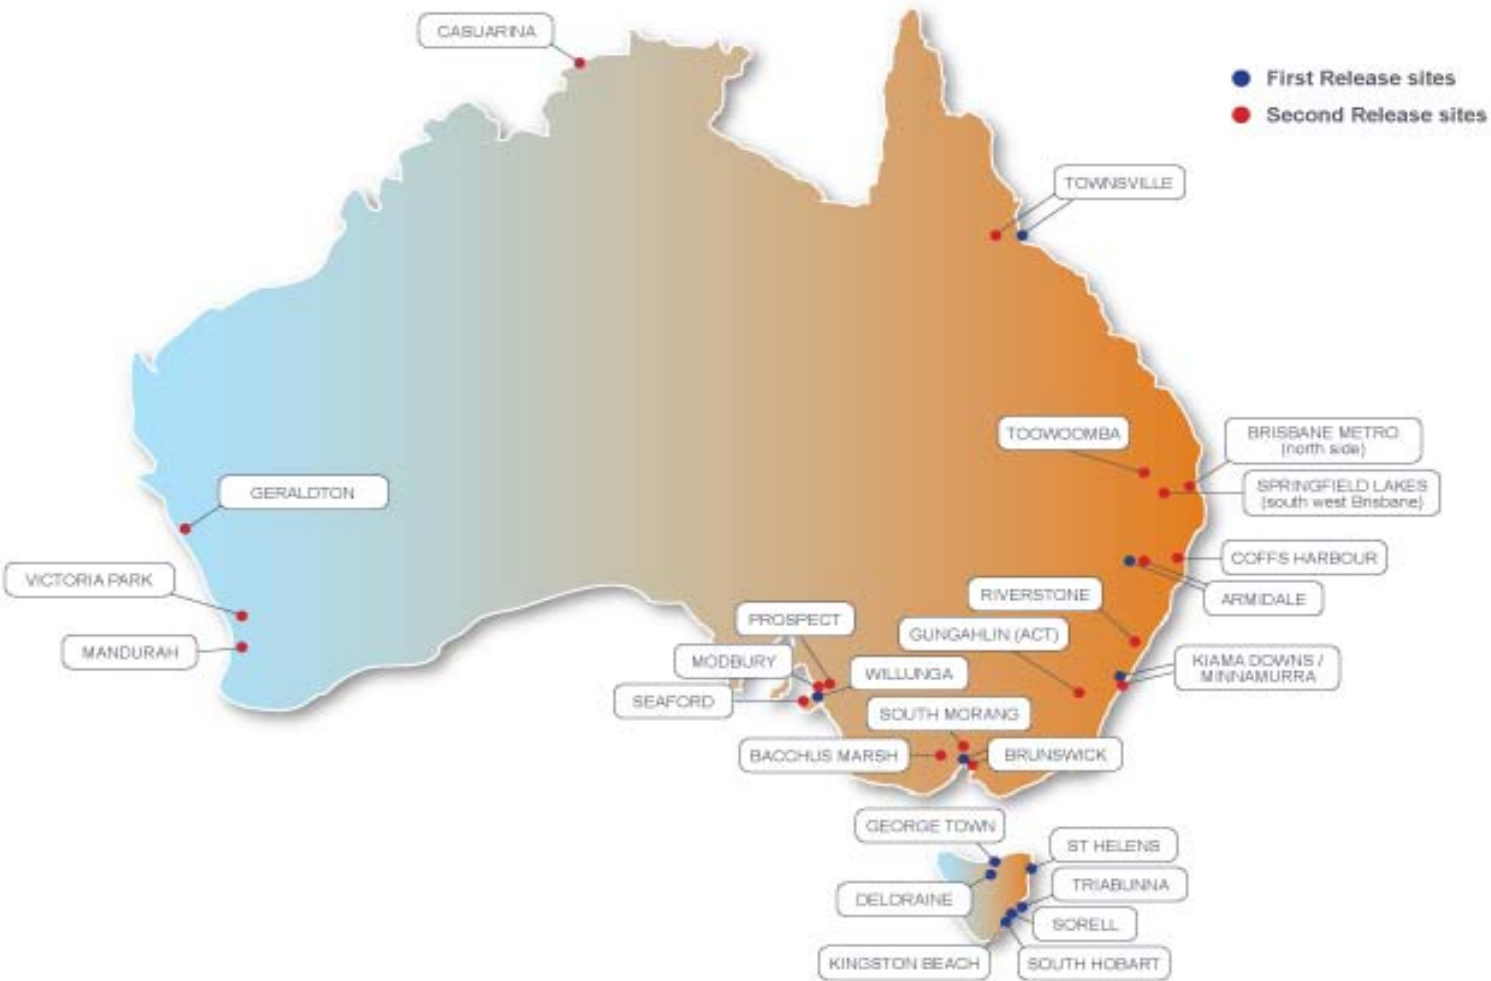 CASUARINA
First Release sites
Second Release sites
TOWNSVILLE
TOOWOOMBA
BRISBANE METRO
(north side)
SPRINGFIELD LAKES
(south west Brisbane)
GERALDTON
COFFS HARBOUR
VICTORIA PARK
RIVERSTONE
ARMIDALE
PROSPECT
GUNGAHLIN (ACT)
MANDURAH
MODBURY
KIAMA DOWNS /
MINNAMURRA
WILLUNGA
SEAFORD
SOUTH MORANG
BACCHUS MARSH
BRUNSWICK
GEORGE TOWN
ST HELENS
TRIABUNNA
DELORAINE
SORELL
KINGSTON BEACH
SOUTH HOBART